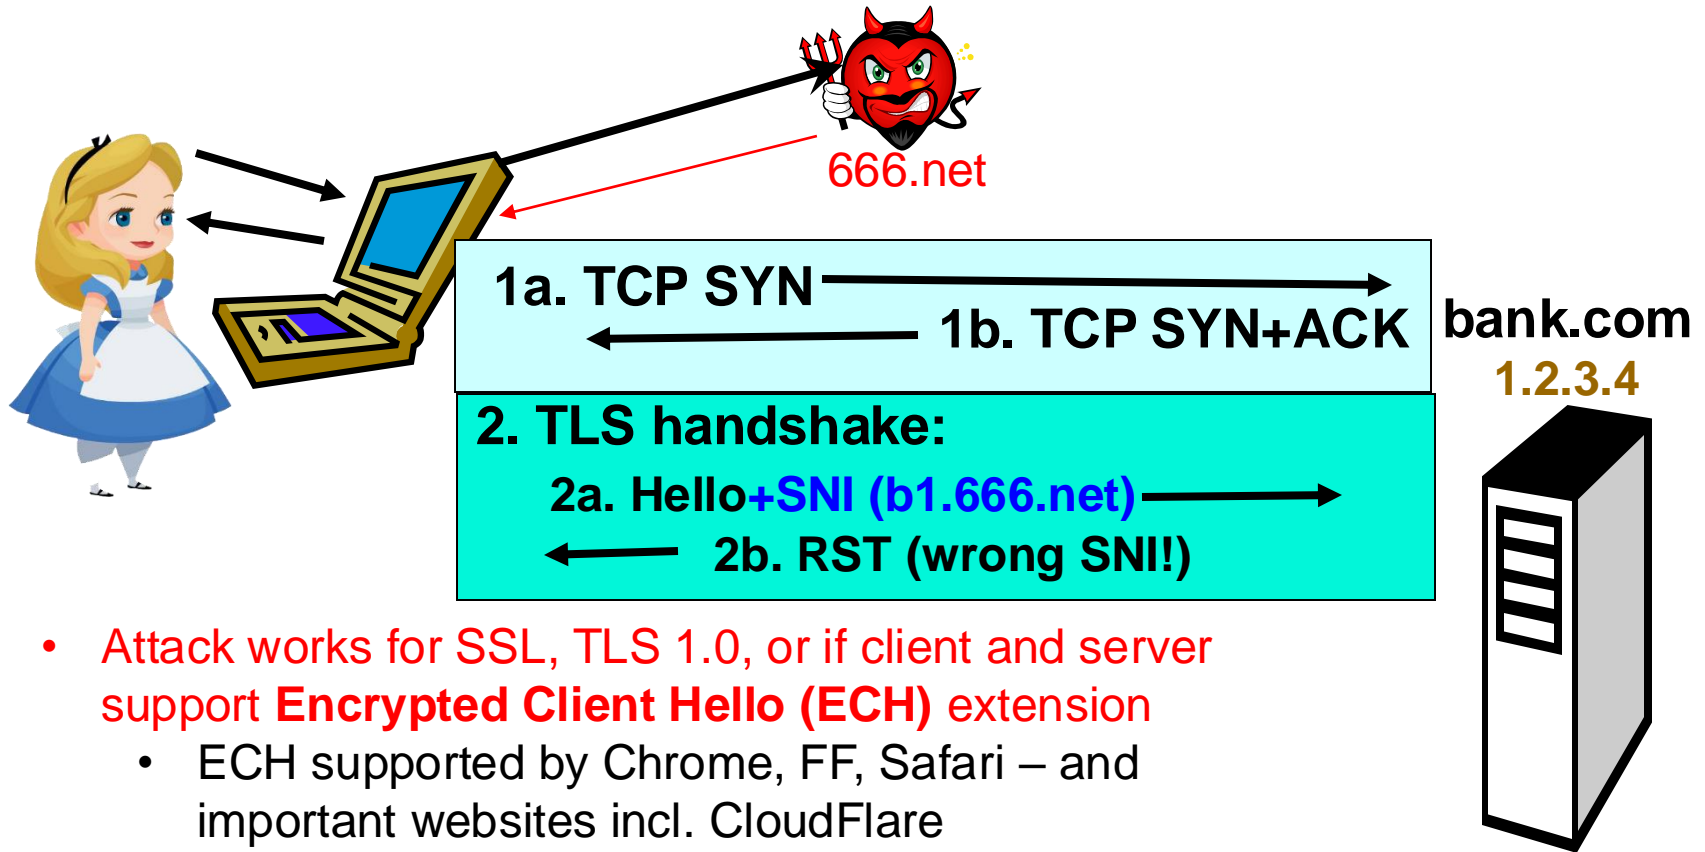 666.net
1a. TCP SYN
1b. TCP SYN+ACK
bank.com
1.2.3.4
2. TLS handshake:
2a. Hello+SNI (b1.666.net)
2b. RST (wrong SNI!)
• Attack works for SSL, TLS 1.0, or if client and server
support Encrypted Client Hello (ECH) extension
• ECH supported by Chrome, FF, Safari – and
important websites incl. CloudFlare